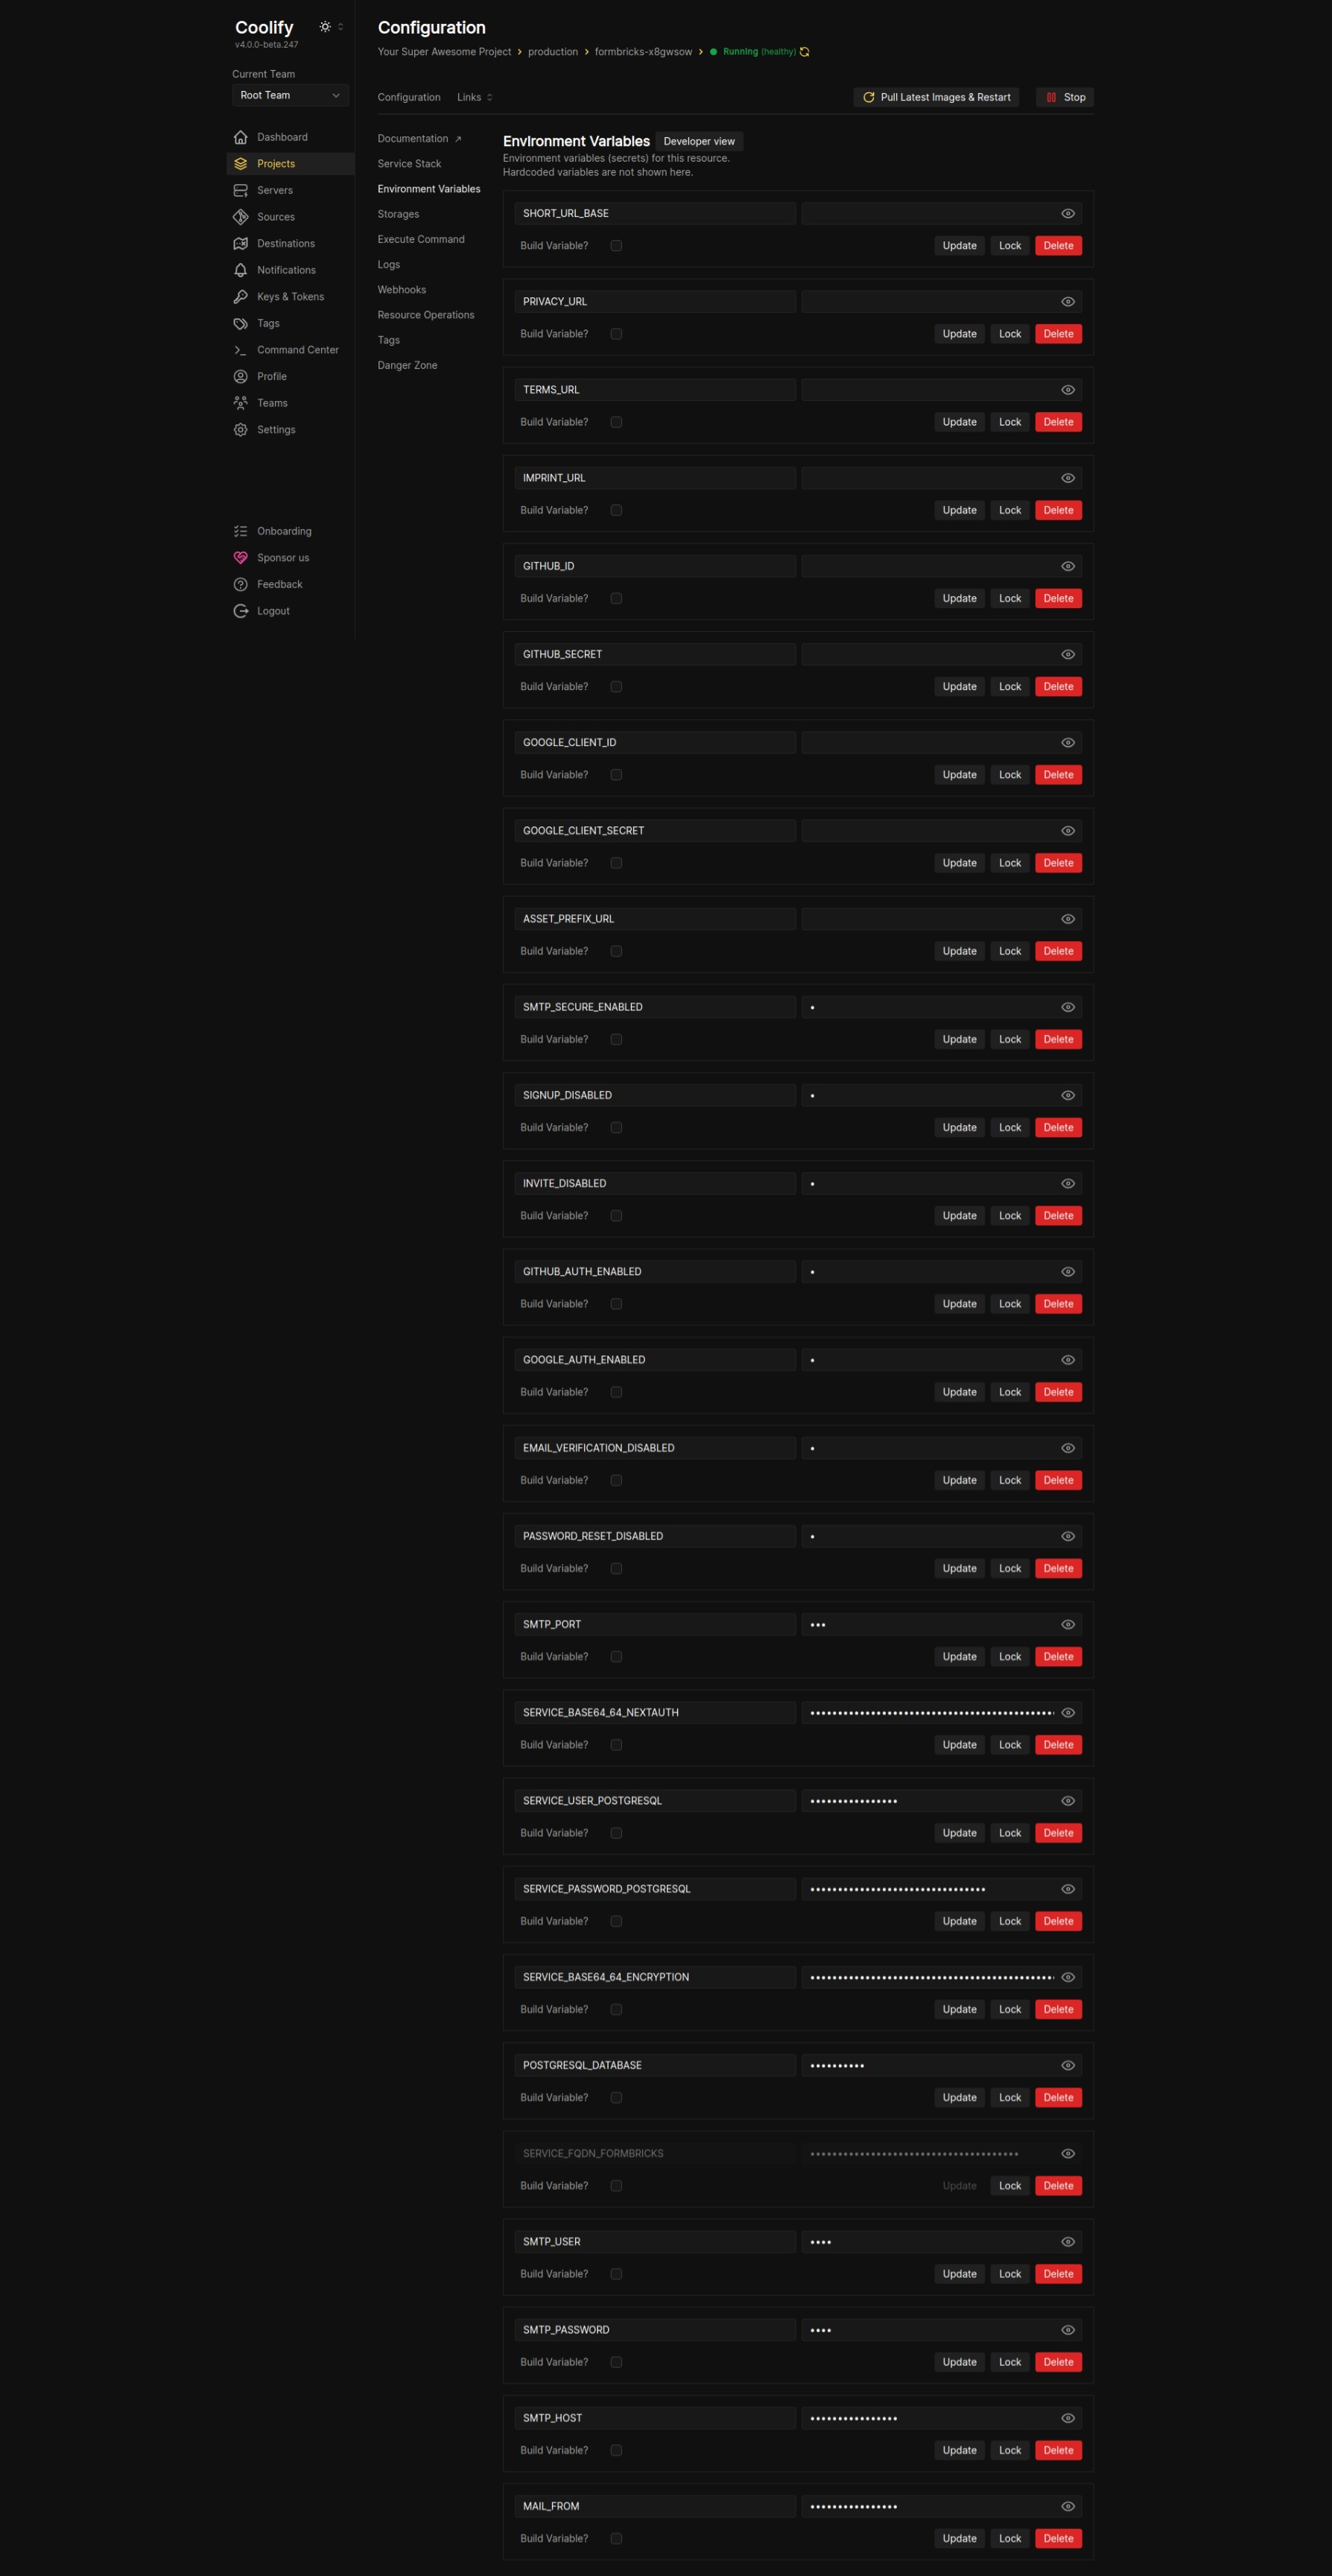 Coolify
v4.0.0-beta.247
Current Team
Root Team
Dashboard
Projects
Servers
Sources
Destinations
Notifications
Keys & Tokens
Tags
Command Center
Profile
Teams
Settings
Onboarding
Sponsor us
Feedback
Logout
Configuration
Your Super Awesome Project > production > formbricks-x8gwsow > Running (healthy)
Configuration Links Pull Latest Images & Restart Stop
Documentation
Service Stack
Environment Variables
Storages
Execute Command
Logs
Webhooks
Resource Operations
Tags
Danger Zone
Environment Variables Developer view
Environment variables (secrets) for this resource.
Hardcoded variables are not shown here.
SHORT_URL_BASE
Build Variable? Update Lock Delete
PRIVACY_URL
Build Variable? Update Lock Delete
TERMS_URL
Build Variable? Update Lock Delete
IMPRINT_URL
Build Variable? Update Lock Delete
GITHUB_ID
Build Variable? Update Lock Delete
GITHUB_SECRET
Build Variable? Update Lock Delete
GOOGLE_CLIENT_ID
Build Variable? Update Lock Delete
GOOGLE_CLIENT_SECRET
Build Variable? Update Lock Delete
ASSET_PREFIX_URL
Build Variable? Update Lock Delete
SMTP_SECURE_ENABLED
Build Variable? Update Lock Delete
SIGNUP_DISABLED
Build Variable? Update Lock Delete
INVITE_DISABLED
Build Variable? Update Lock Delete
GITHUB_AUTH_ENABLED
Build Variable? Update Lock Delete
GOOGLE_AUTH_ENABLED
Build Variable? Update Lock Delete
EMAIL_VERIFICATION_DISABLED
Build Variable? Update Lock Delete
PASSWORD_RESET_DISABLED
Build Variable? Update Lock Delete
SMTP_PORT
Build Variable? Update Lock Delete
SERVICE_BASE64_64_NEXTAUTH
Build Variable? Update Lock Delete
SERVICE_USER_POSTGRESQL
Build Variable? Update Lock Delete
SERVICE_PASSWORD_POSTGRESQL
Build Variable? Update Lock Delete
SERVICE_BASE64_64_ENCRYPTION
Build Variable? Update Lock Delete
POSTGRESQL_DATABASE
Build Variable? Update Lock Delete
SERVICE_FQDN_FORMBRICKS
Build Variable? Update Lock Delete
SMTP_USER
Build Variable? Update Lock Delete
SMTP_PASSWORD
Build Variable? Update Lock Delete
SMTP_HOST
Build Variable? Update Lock Delete
MAIL_FROM
Build Variable? Update Lock Delete